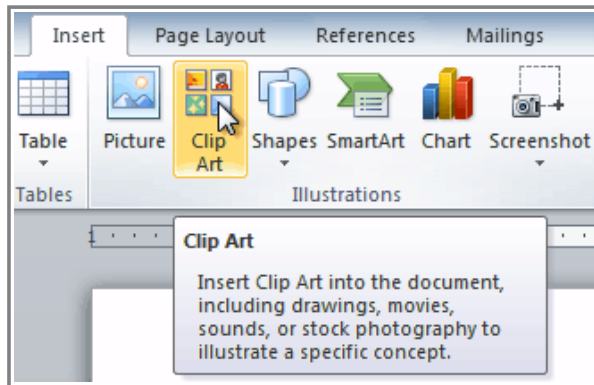 Insert Page Layout References Mailings
Table Picture Clip Art Shapes SmartArt Chart Screenshot
Tables Illustrations
1
Clip Art
Insert Clip Art into the document,
including drawings, movies,
sounds, or stock photography to
illustrate a specific concept.